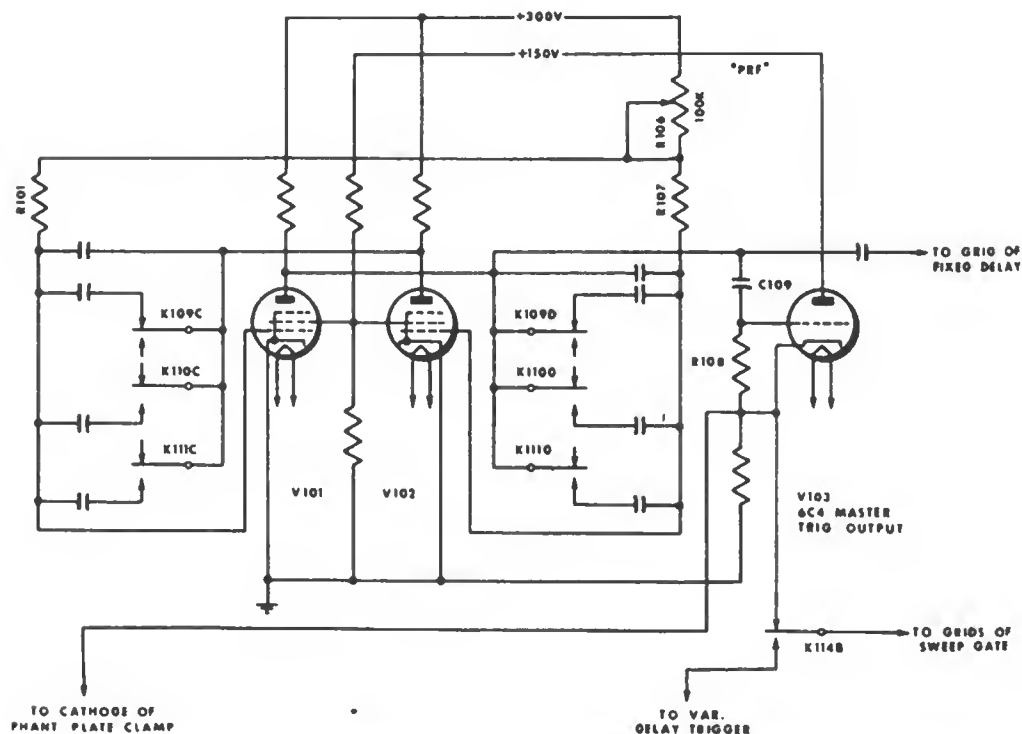 +300V
+150V
"PRF"
100K
R106
R101
R107
TO GRID OF
FIXED DELAY
C109
K109C
K109D
R108
K110C
K1100
K111C
K1110
V101
V102
V103
6C4 MASTER
TRIG OUTPUT
TO GRIDS OF
SWEEP GATE
K114B
TO CATHODE OF
PHANT PLATE CLAMP
TO VAR.
DELAY TRIGGER